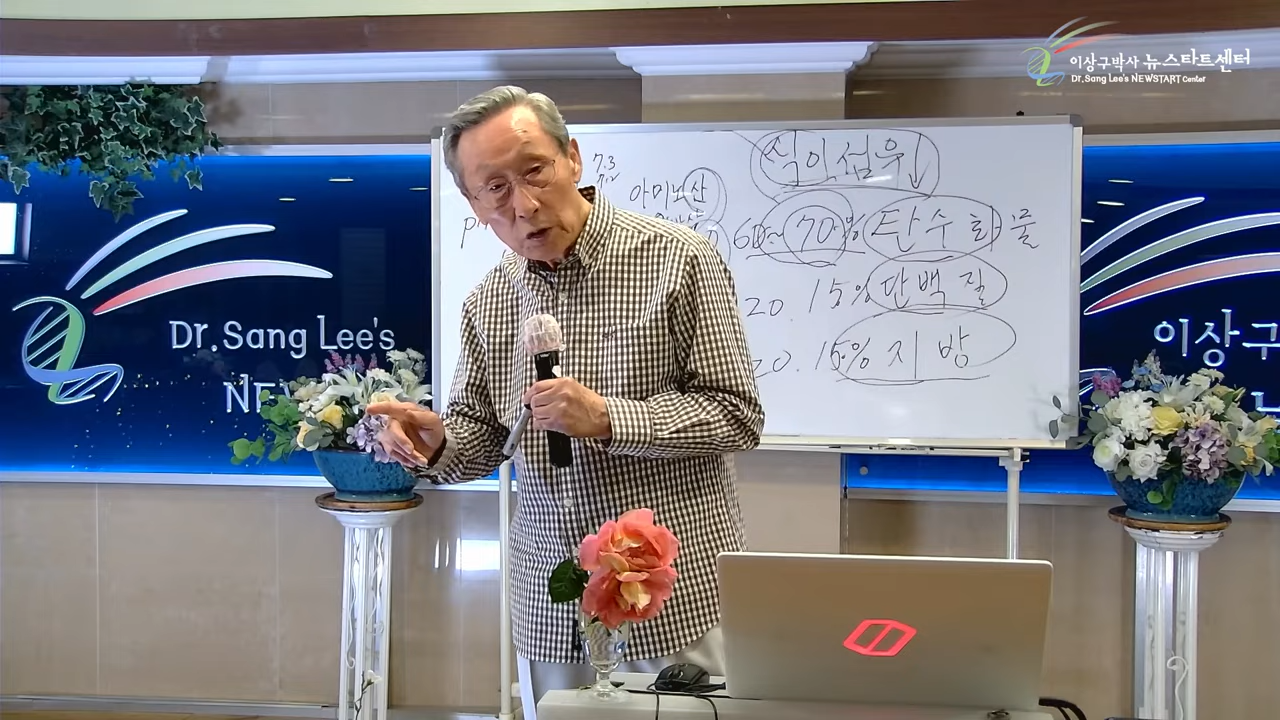 이상구박사 뉴스타트센터
Dr. Sang Lee's NEWSTART Center
식이섬유
7.3
아미노산
60~70% 탄수화물
20. 15% 단백질
20. 15% 지방
Dr.Sang Lee's
이상구